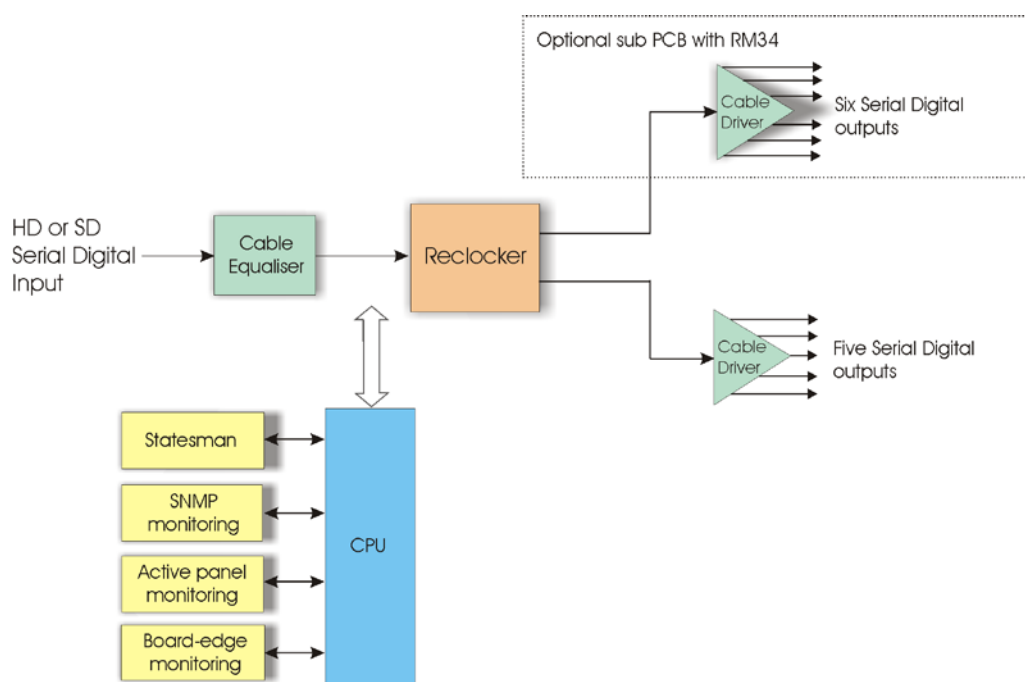 Optional sub PCB with RM34
Cable
Driver
Six Serial Digital
outputs
HD or SD
Serial Digital
Input
Cable
Equaliser
Reclocker
Cable
Driver
Five Serial Digital
outputs
Statesman
SNMP
monitoring
Active panel
monitoring
Board-edge
monitoring
CPU